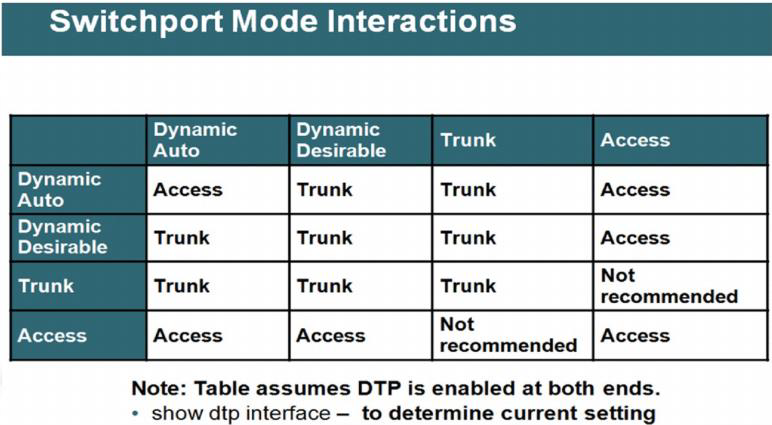 Switchport Mode Interactions
Dynamic Auto Dynamic Desirable Trunk Access
Dynamic Auto Access Trunk Trunk Access
Dynamic Desirable Trunk Trunk Trunk Access
Trunk Trunk Trunk Trunk Not recommended
Access Access Access Not recommended Access
Note: Table assumes DTP is enabled at both ends.
• show dtp interface – to determine current setting